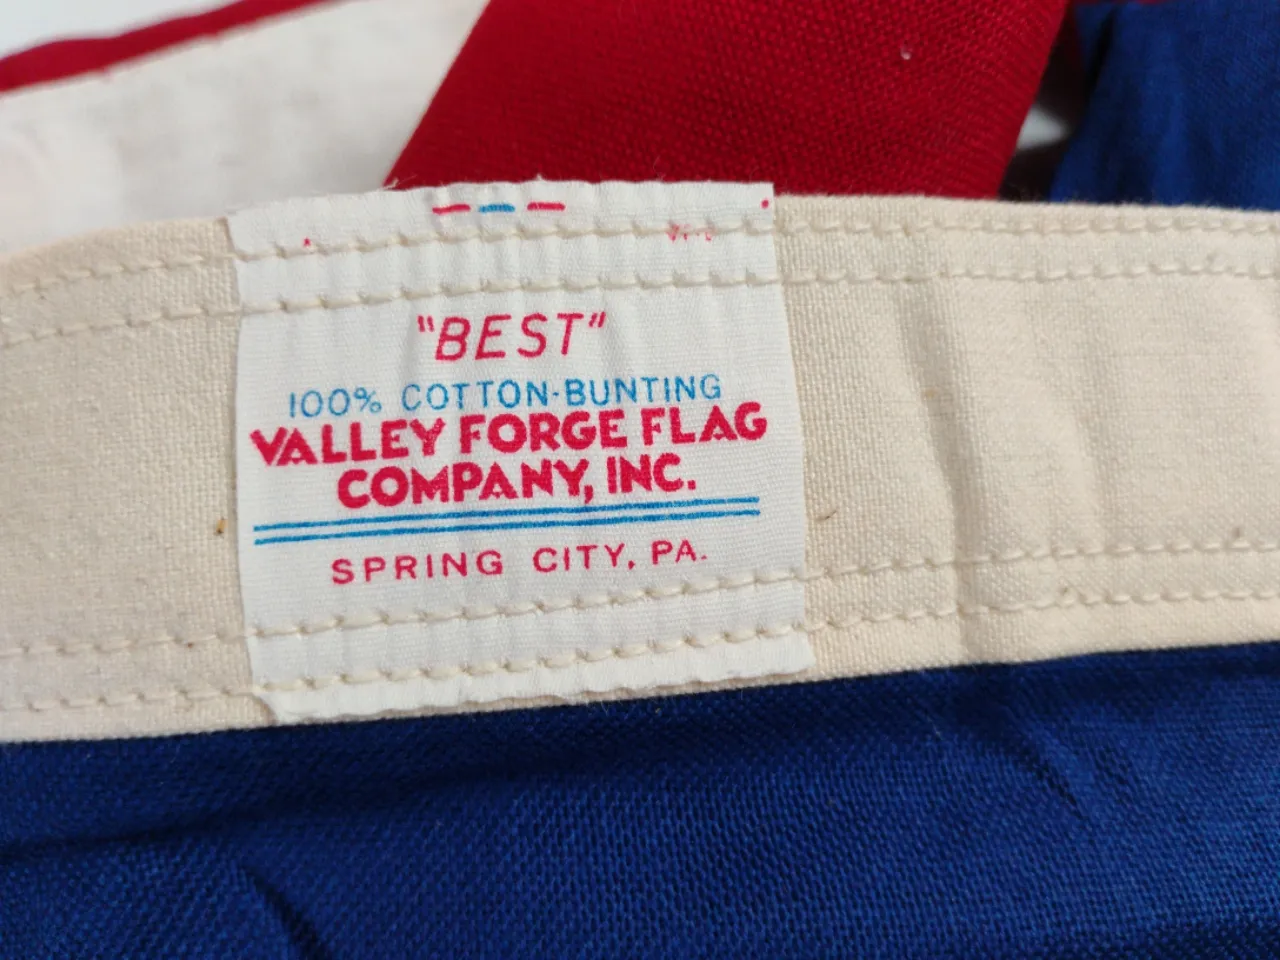 "BEST"
100% COTTON-BUNTING
VALLEY FORGE FLAG
COMPANY, INC.
SPRING CITY, PA.